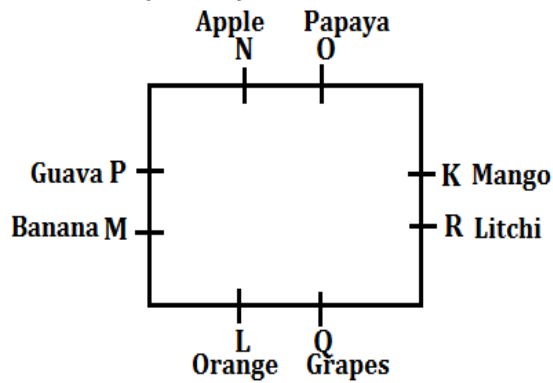 Apple Papaya
N O
Guava P K Mango
Banana M R Litchi
L Q
Orange Grapes